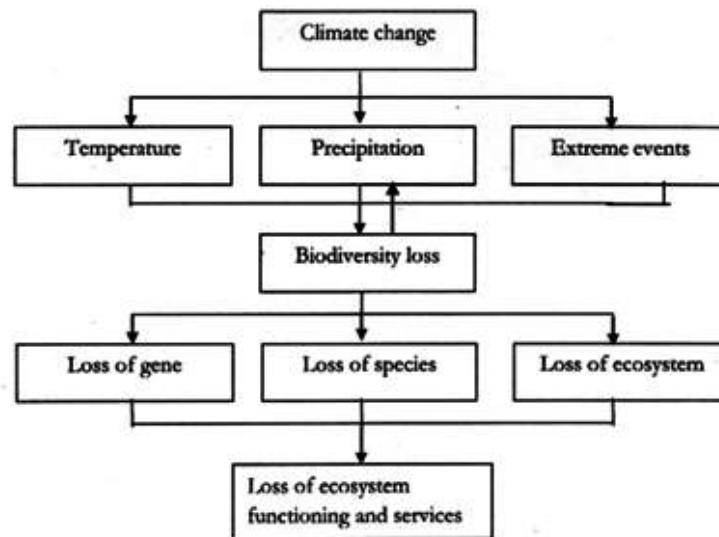 Climate change
Temperature
Precipitation
Extreme events
Biodiversity loss
Loss of gene
Loss of species
Loss of ecosystem
Loss of ecosystem
functioning and services